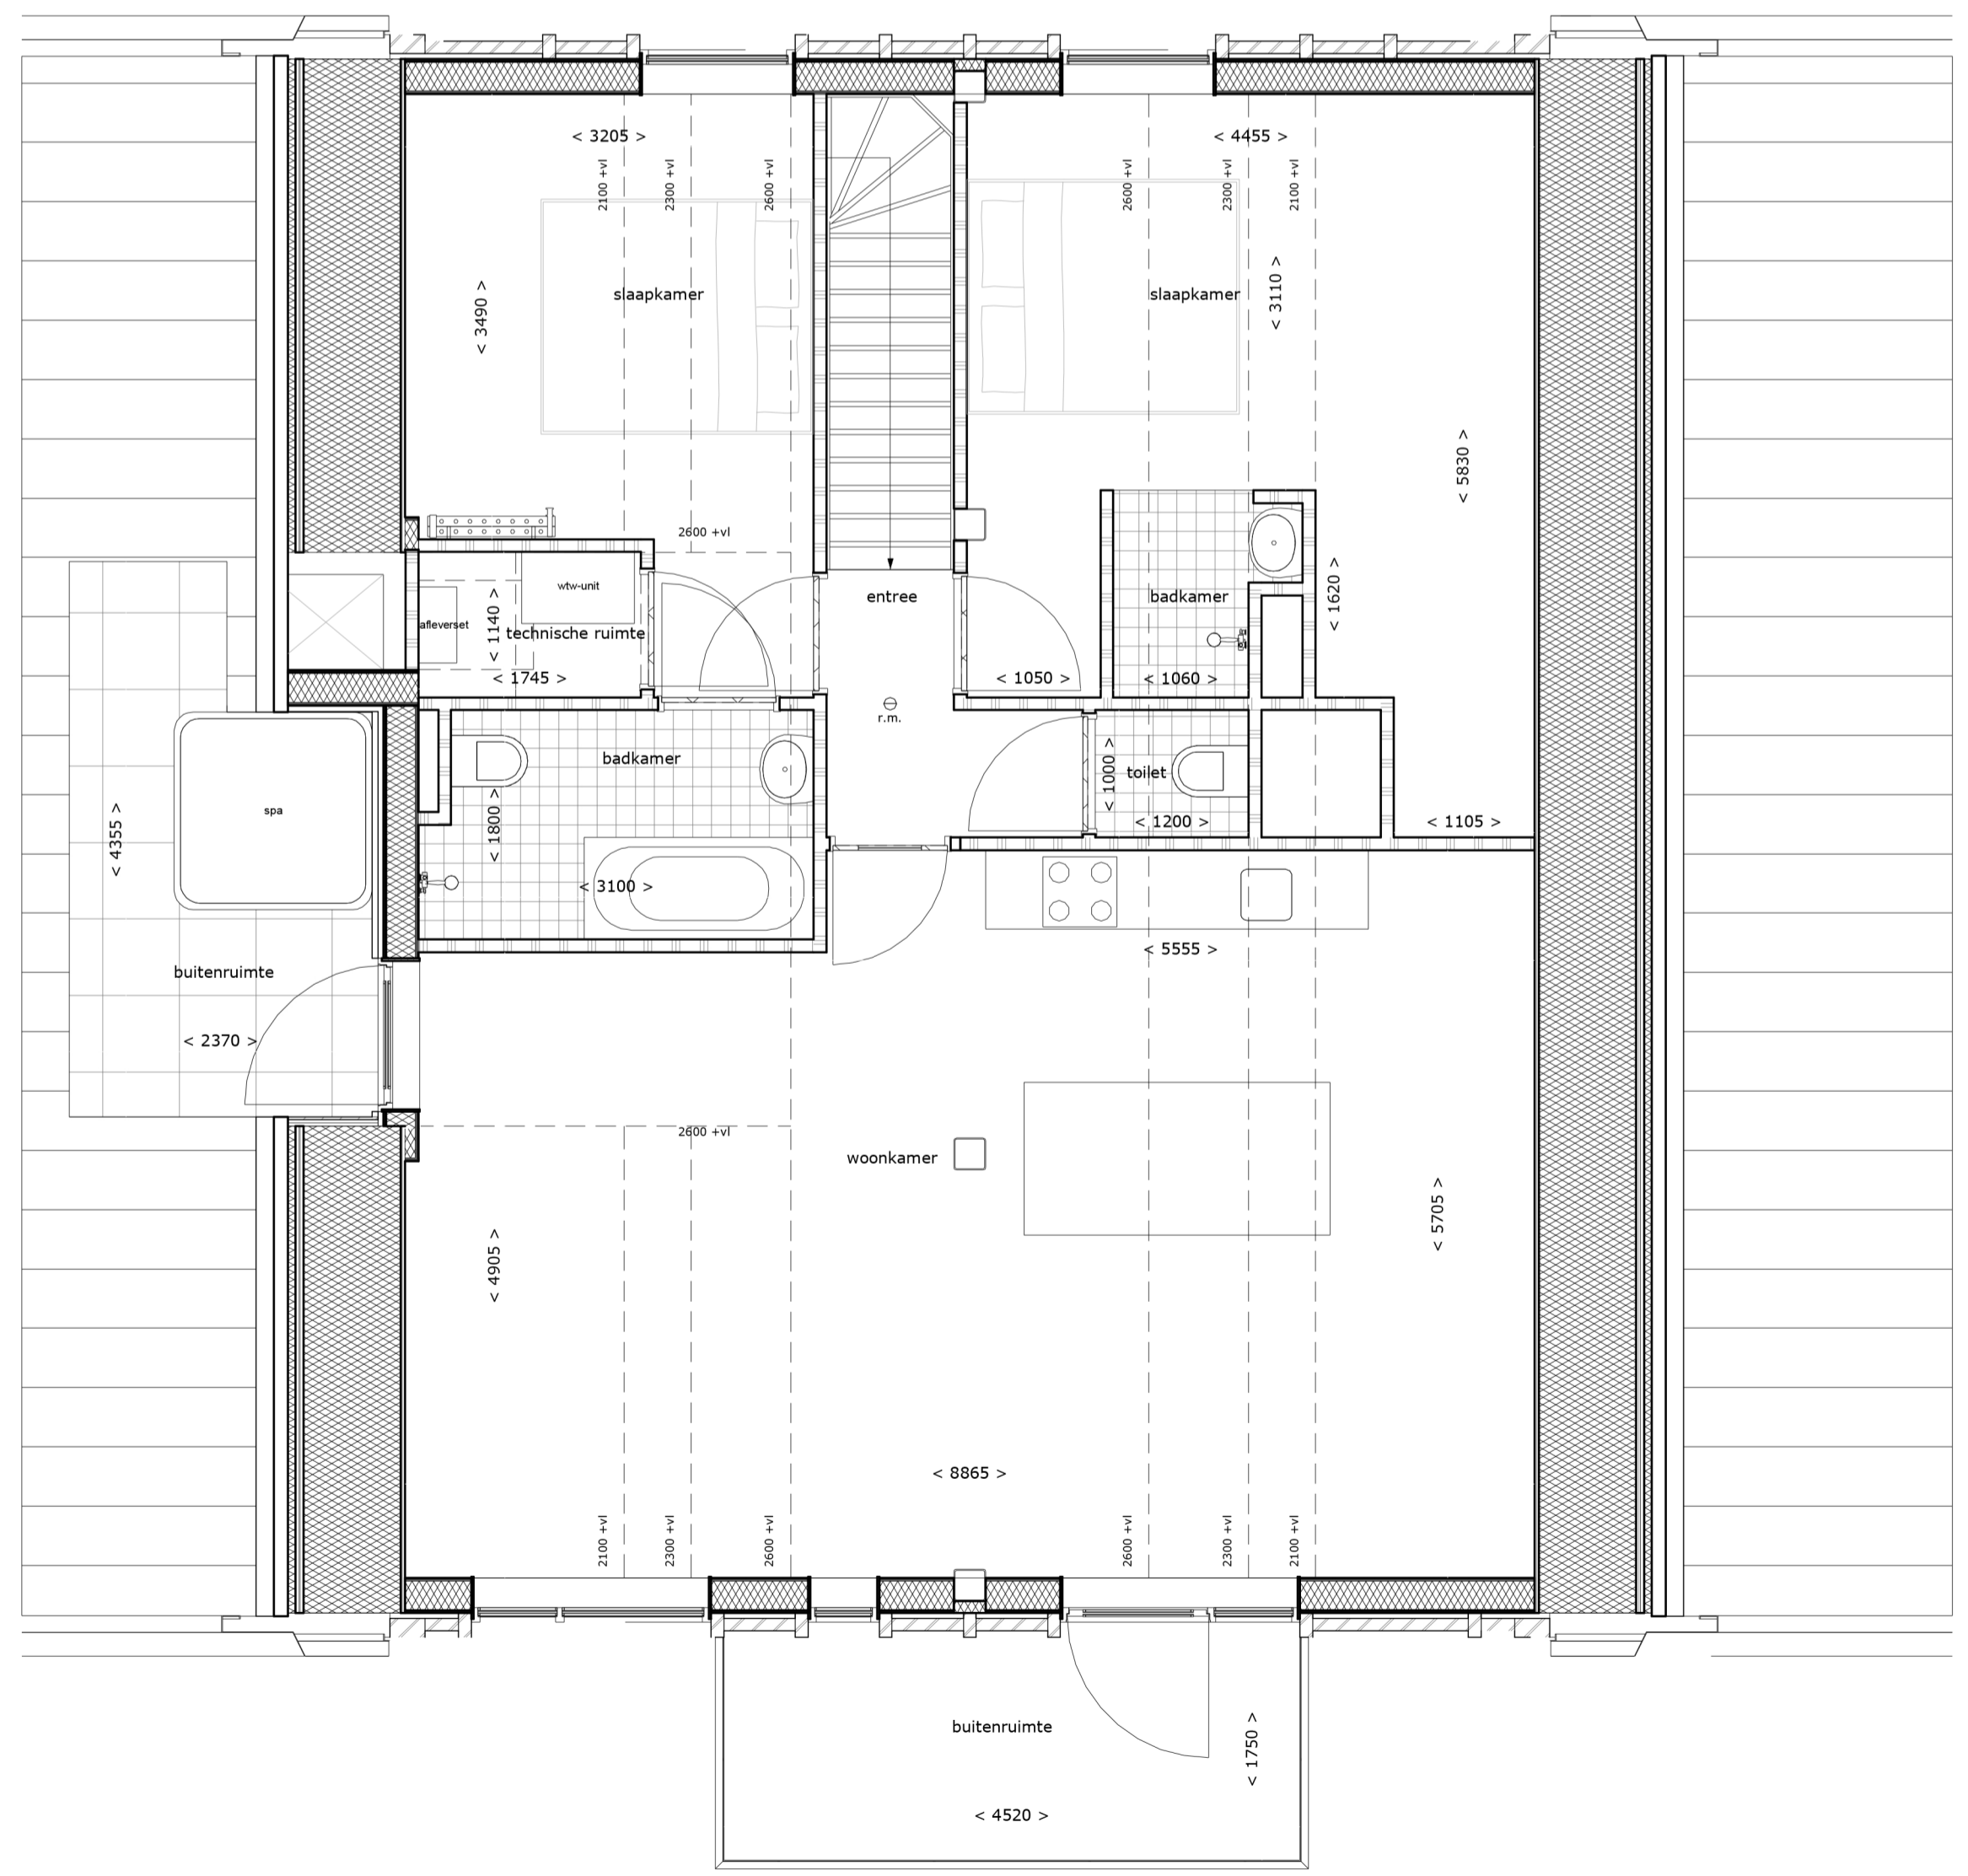 < 3205 >
< 4455 >
2100 +vl
2300 +vl
2600 +vl
2600 +vl
2300 +vl
2100 +vl
slaapkamer
slaapkamer
< 3490 >
< 3110 >
< 5830 >
2600 +vl
wtw-unit
afleverset
< 1140 >
technische ruimte
< 1745 >
entree
badkamer
< 1620 >
< 1050 >
< 1060 >
r.m.
badkamer
toilet
< 1000 >
< 1200 >
< 1105 >
spa
< 4355 >
< 1800 >
< 3100 >
< 5555 >
buitenruimte
< 2370 >
2600 +vl
woonkamer
< 4905 >
< 5705 >
< 8865 >
2100 +vl
2300 +vl
2600 +vl
2600 +vl
2300 +vl
2100 +vl
buitenruimte
< 1750 >
< 4520 >